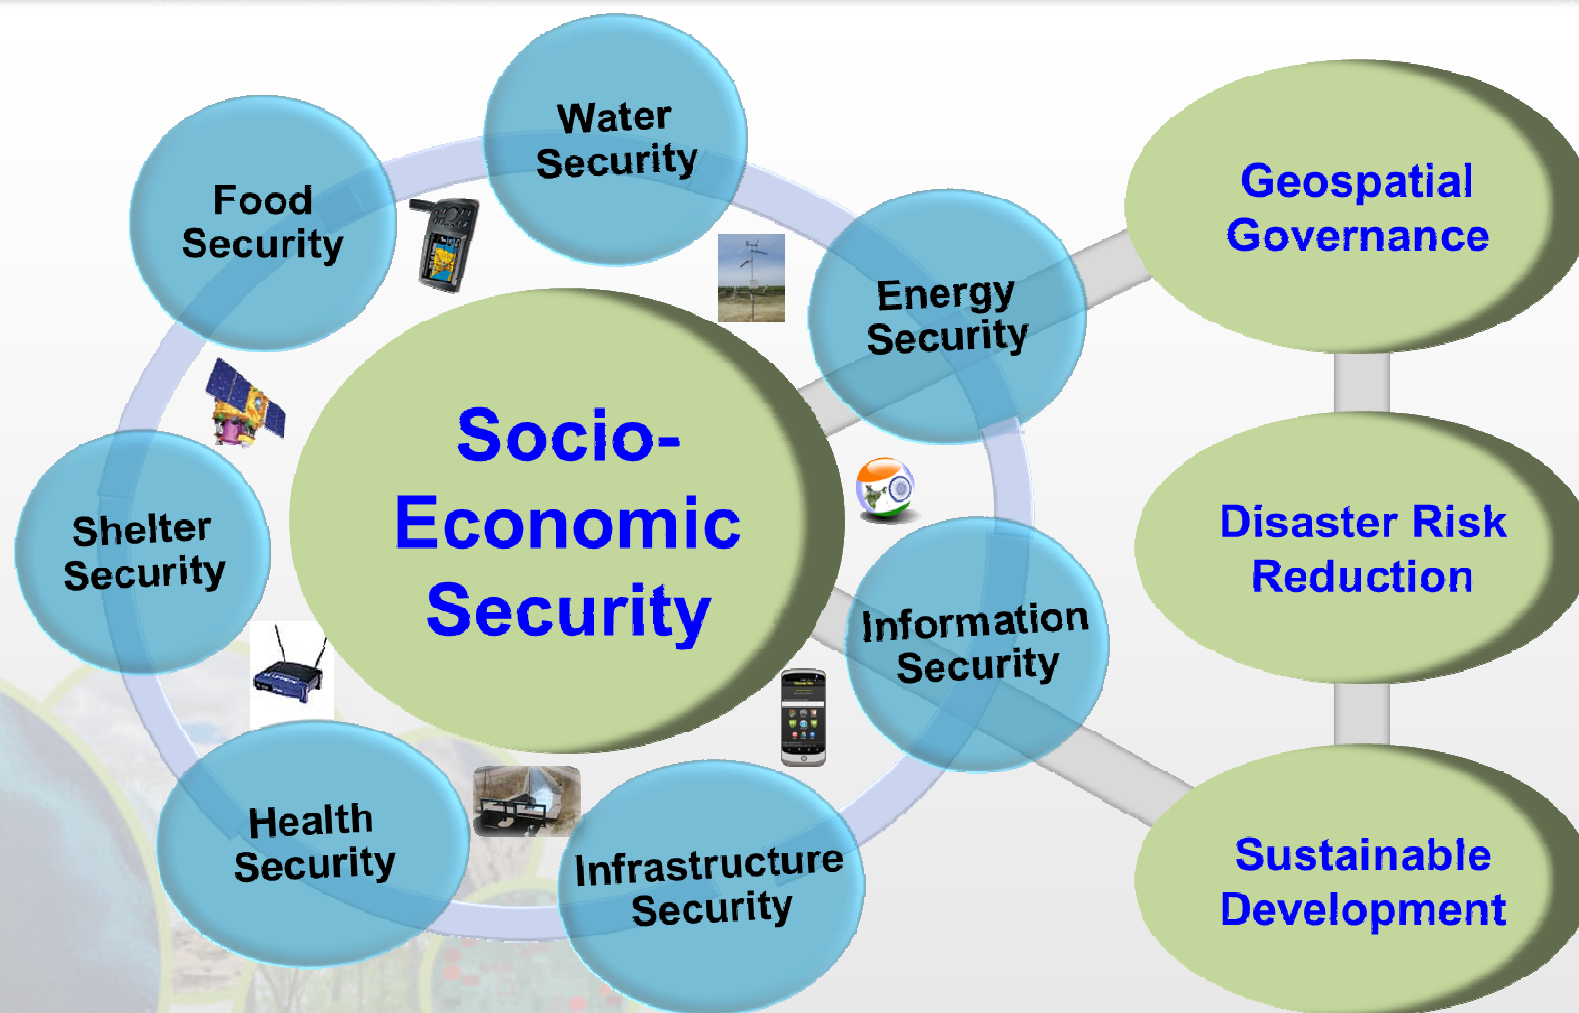 Water
Security
Food
Security
Energy
Security
Shelter
Security
Information
Security
Health
Security
Infrastructure
Security
Socio-
Economic
Security
Geospatial
Governance
Disaster Risk
Reduction
Sustainable
Development